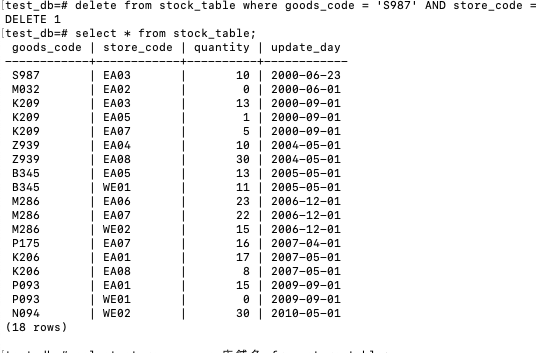 [test_db=# delete from stock_table where goods_code = 'S987' AND store_code =
DELETE 1
[test_db=# select * from stock_table;
 goods_code | store_code | quantity | update_day
------------+------------+----------+------------
 S987       | EA03       |       10 | 2000-06-23
 M032       | EA02       |        0 | 2000-06-01
 K209       | EA03       |       13 | 2000-09-01
 K209       | EA05       |        1 | 2000-09-01
 K209       | EA07       |        5 | 2000-09-01
 Z939       | EA04       |       10 | 2004-05-01
 Z939       | EA08       |       30 | 2004-05-01
 B345       | EA05       |       13 | 2005-05-01
 B345       | WE01       |       11 | 2005-05-01
 M286       | EA06       |       23 | 2006-12-01
 M286       | EA07       |       22 | 2006-12-01
 M286       | WE02       |       15 | 2006-12-01
 P175       | EA07       |       16 | 2007-04-01
 K206       | EA01       |       17 | 2007-05-01
 K206       | EA08       |        8 | 2007-05-01
 P093       | EA01       |       15 | 2009-09-01
 P093       | WE01       |        0 | 2009-09-01
 N094       | WE02       |       30 | 2010-05-01
(18 rows)